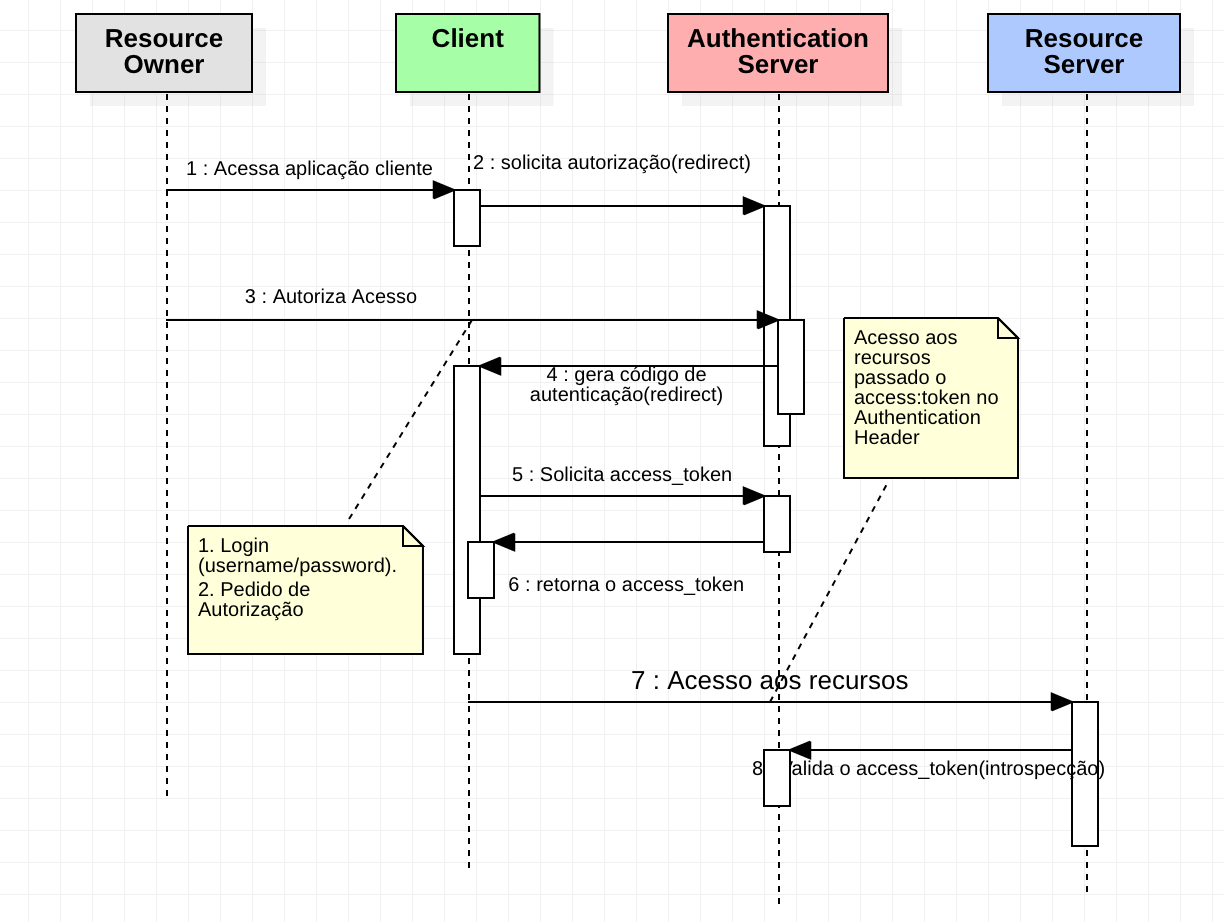 Resource
Owner
Client
Authentication
Server
Resource
Server
1 : Acessa aplicação cliente
2 : solicita autorização(redirect)
3 : Autoriza Acesso
4 : gera código de
autenticação(redirect)
Acesso aos
recursos
passado o
access:token no
Authentication
Header
5 : Solicita access_token
1. Login
(username/password).
2. Pedido de
Autorização
6 : retorna o access_token
7 : Acesso aos recursos
8 : Valida o access_token(introspecção)